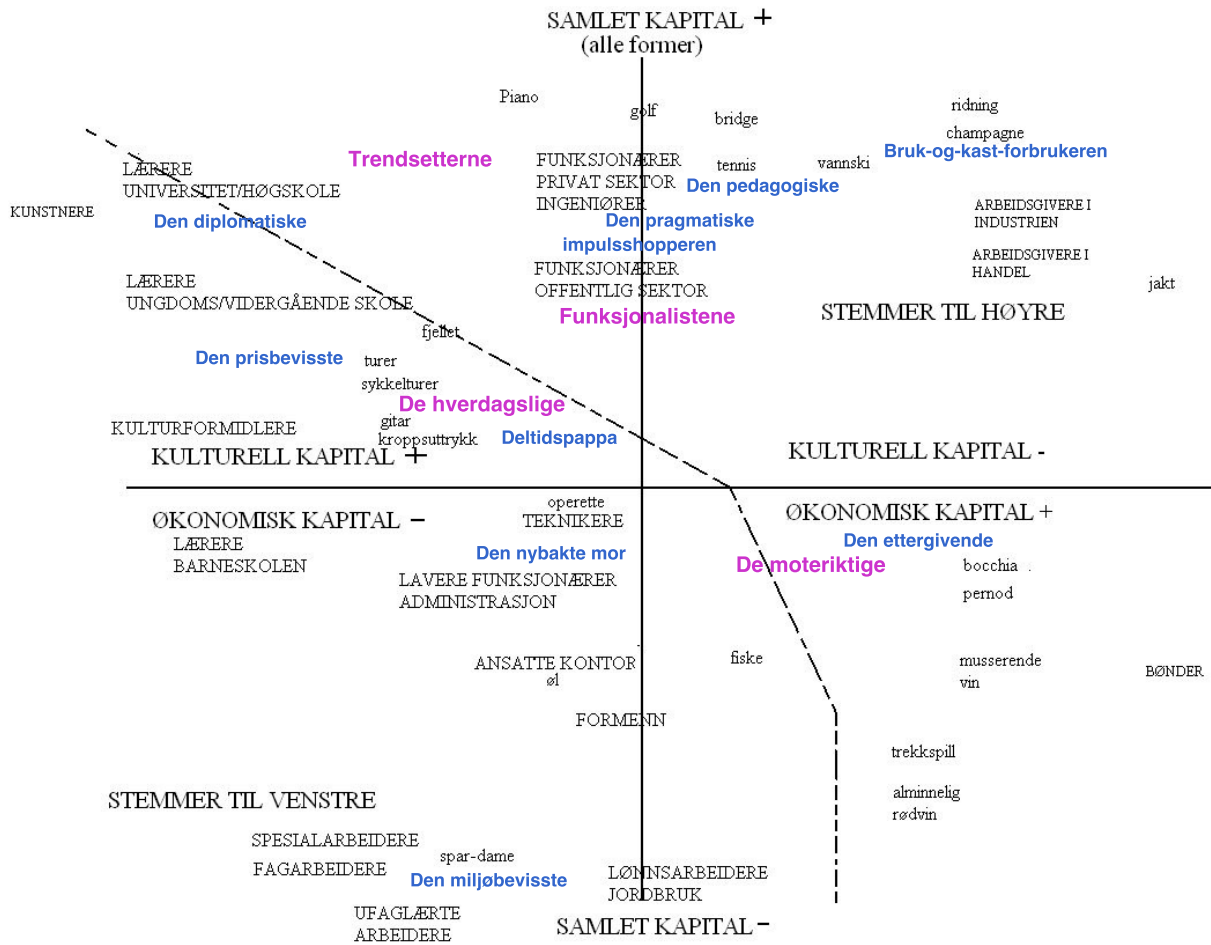 SAMLET KAPITAL +
(alle former)
Piano
golf
bridge
ridning
champagne
Bruk-og-kast-forbrukeren
Trendsetterne
FUNKSJONÆRER
PRIVAT SEKTOR
INGENIØRER
tennis
vannski
Den pedagogiske
LÆRERE
UNIVERSITET/HØGSKOLE
KUNSTNERE
Den diplomatiske
Den pragmatiske
impulsshopperen
ARBEIDSGIVERE I
INDUSTRIEN
ARBEIDSGIVERE I
HANDEL
FUNKSJONÆRER
OFFENTLIG SEKTOR
LÆRERE
UNGDOMS/VIDERGÅENDE SKOLE
jakt
Funksjonalistene
STEMMER TIL HØYRE
fjellet
Den prisbevisste
turer
sykkelturer
De hverdagslige
gitar
kroppsuttrykk
KULTURFORMIDLERE
Deltidspappa
KULTURELL KAPITAL +
KULTURELL KAPITAL -
operette
TEKNIKERE
ØKONOMISK KAPITAL −
ØKONOMISK KAPITAL +
LÆRERE
BARNESKOLEN
Den nybakte mor
Den ettergivende
De moteriktige
bocchia .
pernod
LAVERE FUNKSJONÆRER
ADMINISTRASJON
ANSATTE KONTOR
øl
fiske
musserende
vin
BØNDER
FORMENN
trekkspill
alminnelig
rødvin
STEMMER TIL VENSTRE
SPESIALARBEIDERE
FAGARBEIDERE
spar-dame
Den miljøbevisste
LØNNSARBEIDERE
JORDBRUK
UFAGLÆRTE
ARBEIDERE
SAMLET KAPITAL −